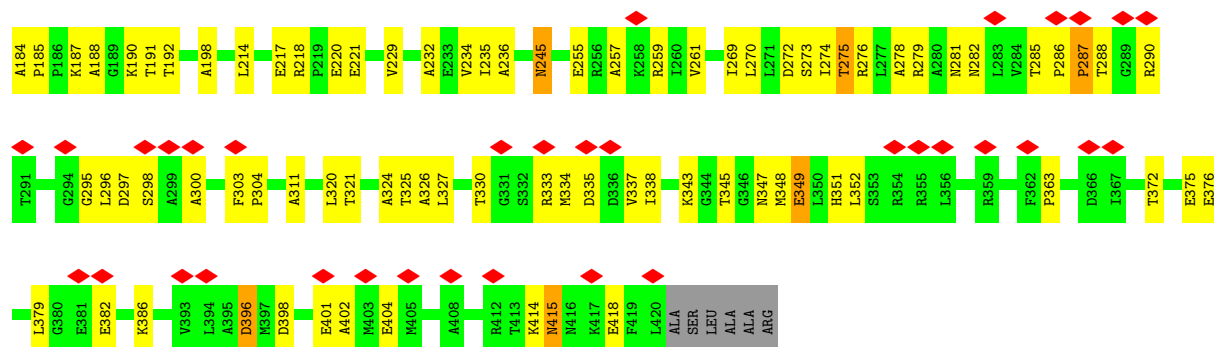 A184 P185 P186 K187 A188 G189 K190 T191 T192 A198 L214 E217 R218 P219 E220 E221 V229 A232 E233 V234 I235 A236 N245 E255 R256 A257 K258 R259 I260 V261 I269 L270 L271 D272 S273 I274 T275 R276 L277 A278 R279 A280 N281 N282 L283 V284 T285 P286 P287 T288 G289 R290
T291 G294 G295 L296 D297 S298 A299 A300 F303 P304 A311 L320 T321 A324 T325 A326 L327 T330 G331 S332 R333 M334 D335 D336 V337 I338 K343 G344 T345 G346 N347 M348 E349 L350 H351 L352 S353 R354 R355 L356 R359 F362 P363 D366 I367 T372 E375 E376
L379 G380 E381 E382 K386 V393 L394 A395 D396 M397 D398 E401 A402 M403 E404 M405 A408 R412 T413 K414 N415 N416 K417 E418 F419 L420 ALA SER LEU ALA ALA ARG